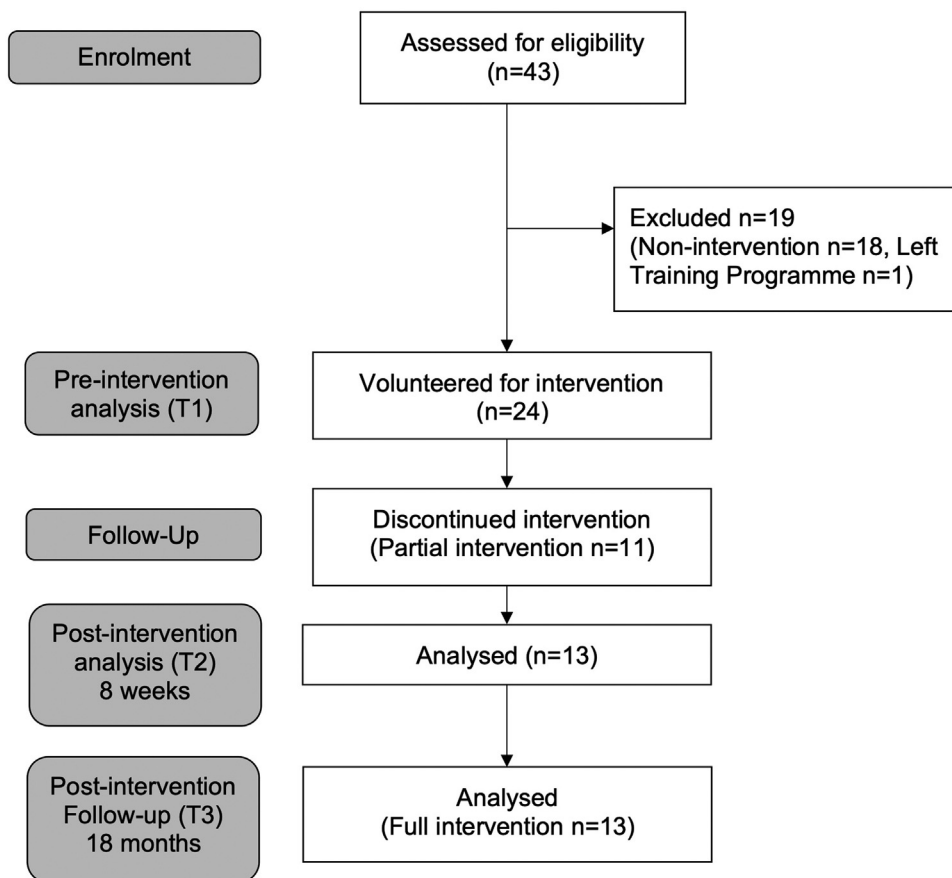 Enrolment
Assessed for eligibility
(n=43)
Excluded n=19
(Non-intervention n=18, Left
Training Programme n=1)
Pre-intervention
analysis (T1)
Volunteered for intervention
(n=24)
Follow-Up
Discontinued intervention
(Partial intervention n=11)
Post-intervention
analysis (T2)
8 weeks
Analysed (n=13)
Post-intervention
Follow-up (T3)
18 months
Analysed
(Full intervention n=13)